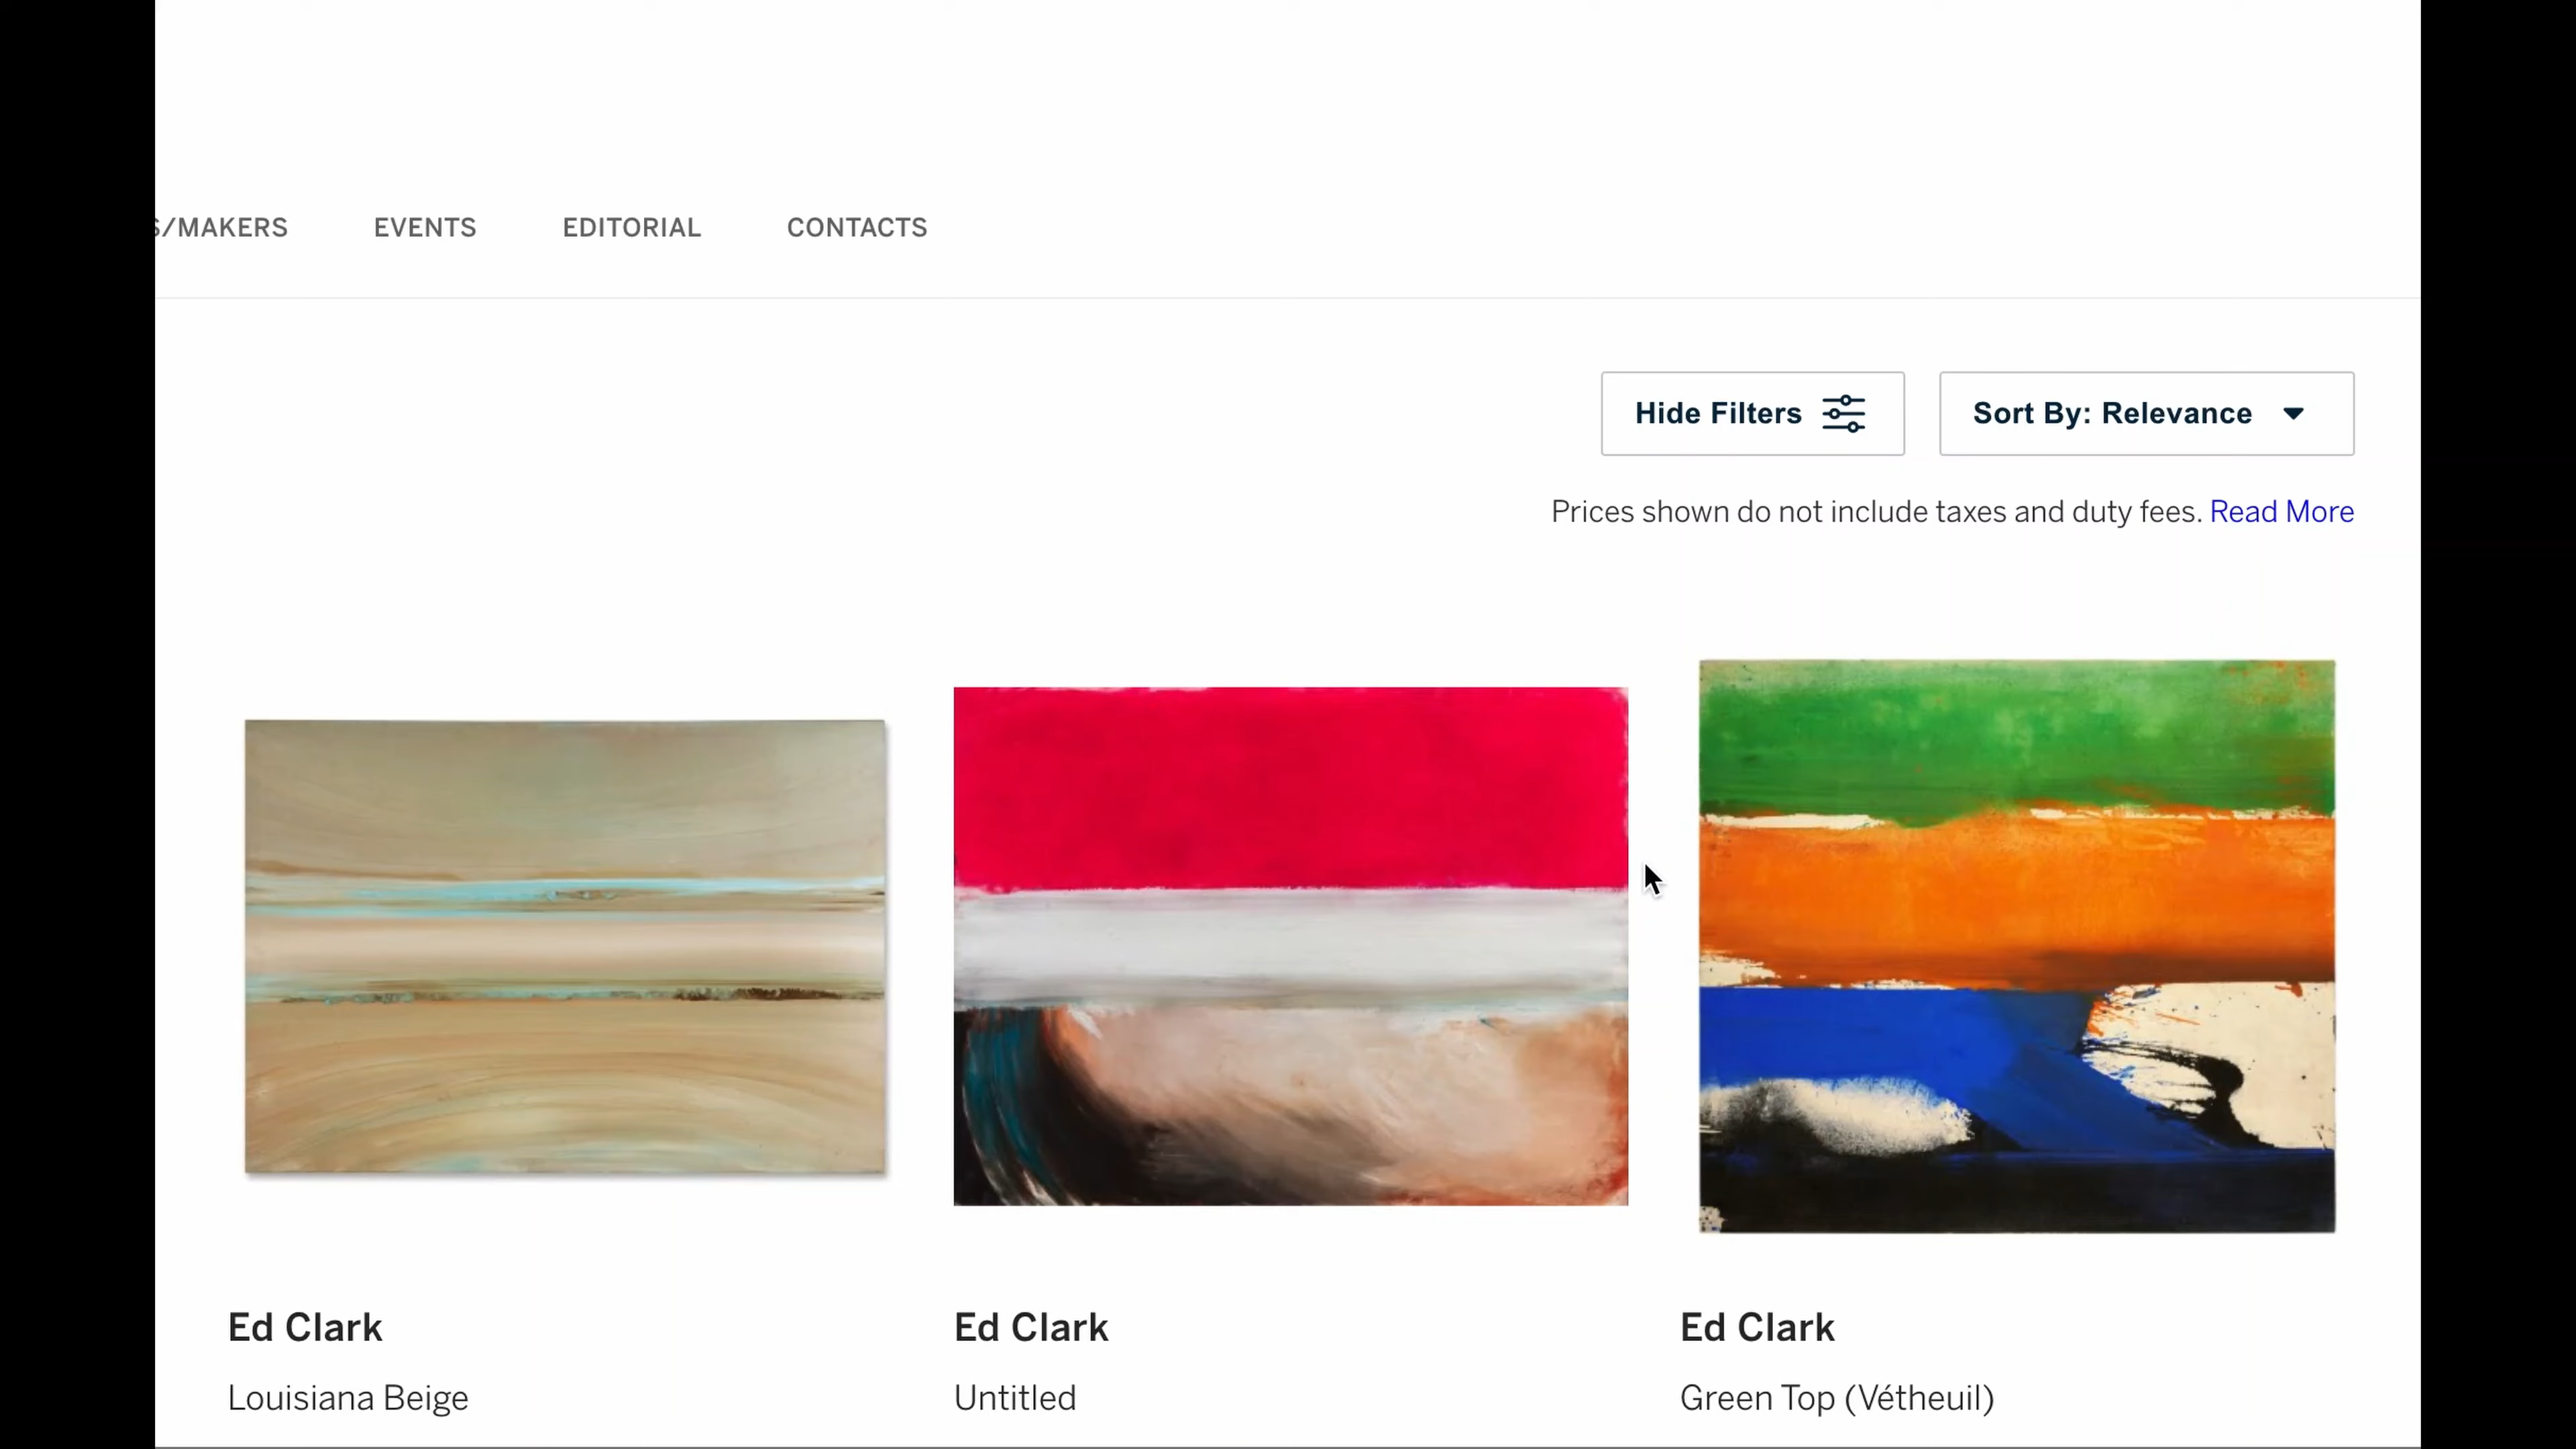 S/MAKERS EVENTS EDITORIAL CONTACTS
Hide Filters Sort By: Relevance
Prices shown do not include taxes and duty fees. Read More
Ed Clark Ed Clark Ed Clark
Louisiana Beige Untitled Green Top (Vétheuil)